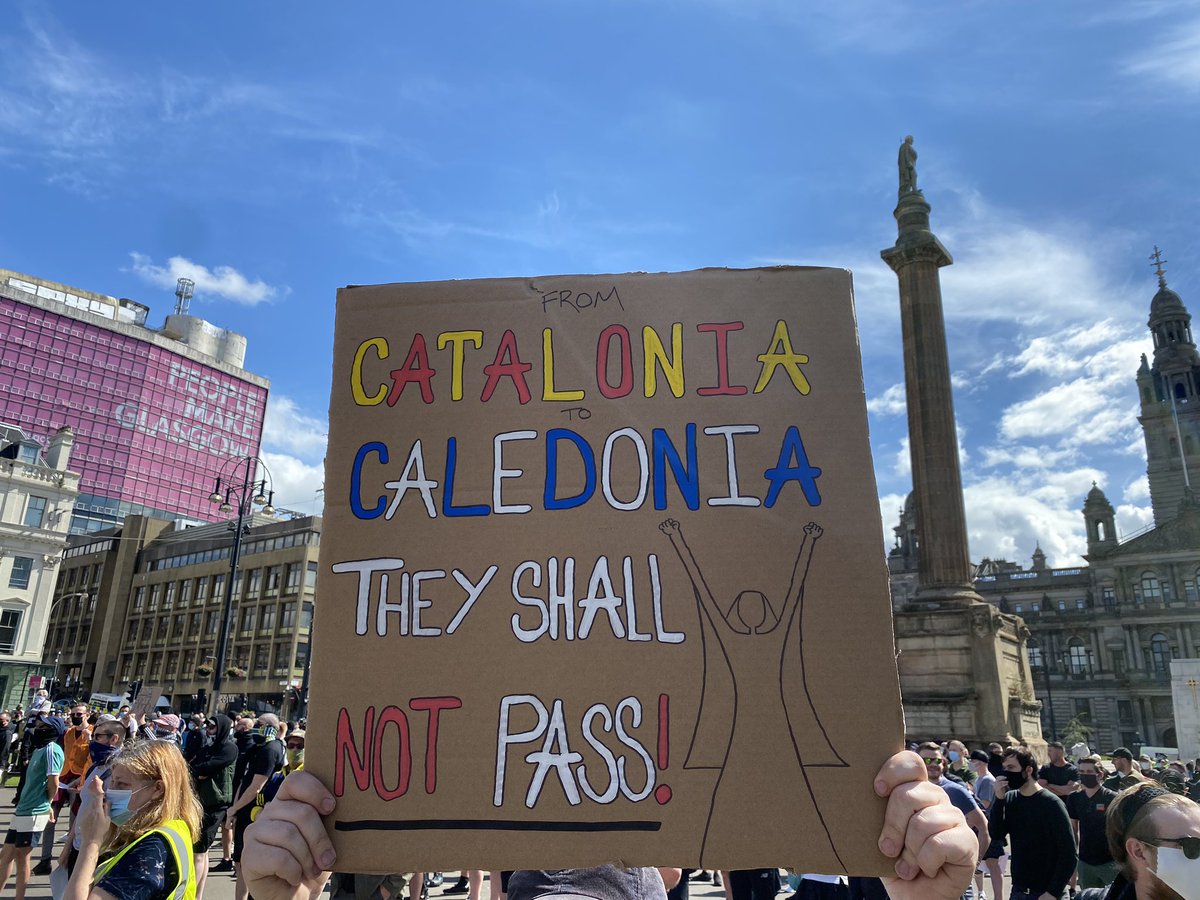 PEOPLE
MAKE
GLASGOW
FROM
CATALONIA
TO
CALEDONIA
THEY SHALL
NOT PASS!